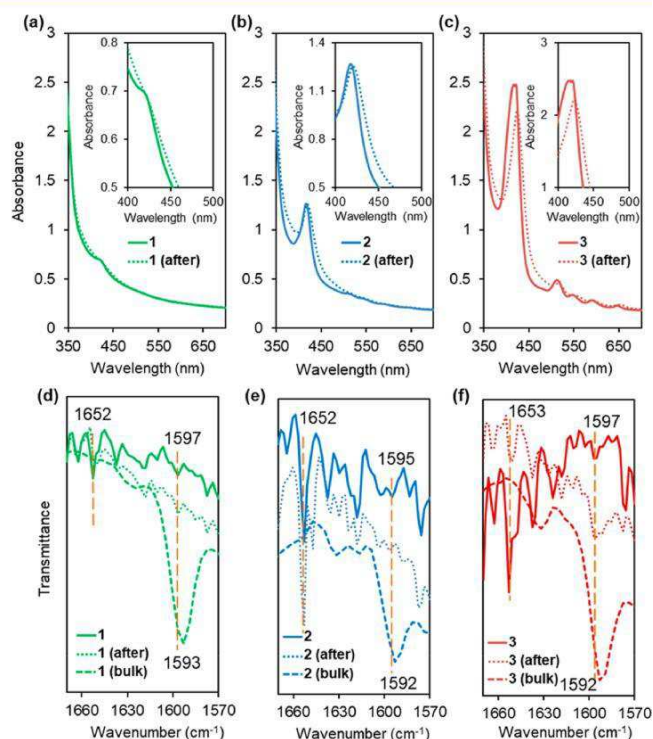 (a)
(b)
(c)
3
2.5
2
1.5
1
0.5
0
Absorbance
350 450 550 650
Wavelength (nm)
0.8
0.7
0.6
0.5
Absorbance
400 450 500
Wavelength (nm)
1
1 (after)
3
2.5
2
1.5
1
0.5
0
350 450 550 650
Wavelength (nm)
1.4
1.3
1.1
0.9
0.7
0.5
Absorbance
400 450 500
Wavelength (nm)
2
2 (after)
3
2.5
2
1.5
1
0.5
0
350 450 550 650
Wavelength (nm)
3
2
1
Absorbance
400 450 500
Wavelength (nm)
3
3 (after)
(d)
1652
1597
Transmittance
1
1 (after)
1 (bulk)
1593
1660 1630 1600 1570
Wavenumber (cm-1)
(e)
1652
1595
2
2 (after)
2 (bulk)
1592
1660 1630 1600 1570
Wavenumber (cm-1)
(f)
1653
1597
3
3 (after)
3 (bulk)
1592
1660 1630 1600 1570
Wavenumber (cm-1)